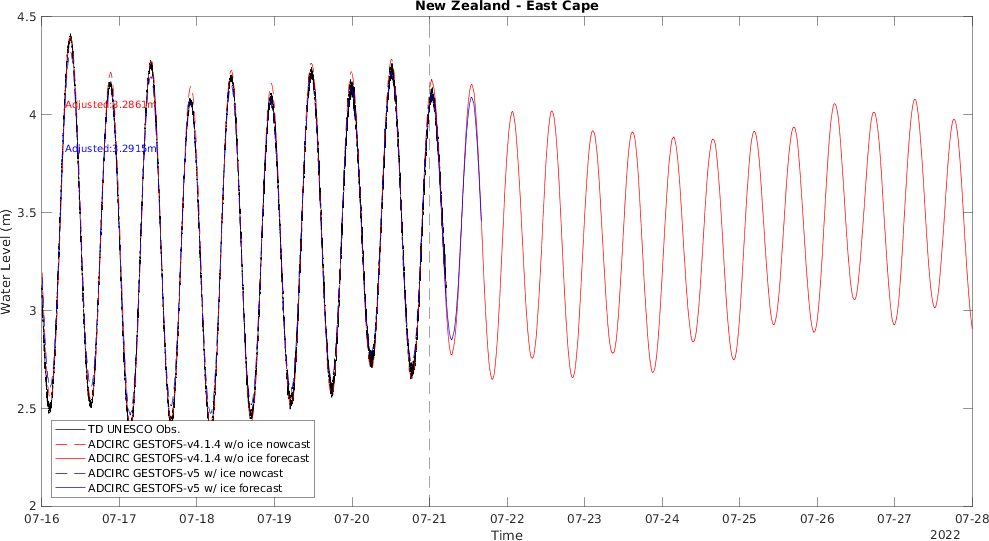 New Zealand - East Cape
4.5
4
3.5
3
2.5
2
Water Level (m)
Adjusted:3.2861m
Adjusted:3.2915m
TD UNESCO Obs.
ADCIRC GESTOFS-v4.1.4 w/o ice nowcast
ADCIRC GESTOFS-v4.1.4 w/o ice forecast
ADCIRC GESTOFS-v5 w/ ice nowcast
ADCIRC GESTOFS-v5 w/ ice forecast
07-16 07-17 07-18 07-19 07-20 07-21 07-22 07-23 07-24 07-25 07-26 07-27 07-28
Time
2022